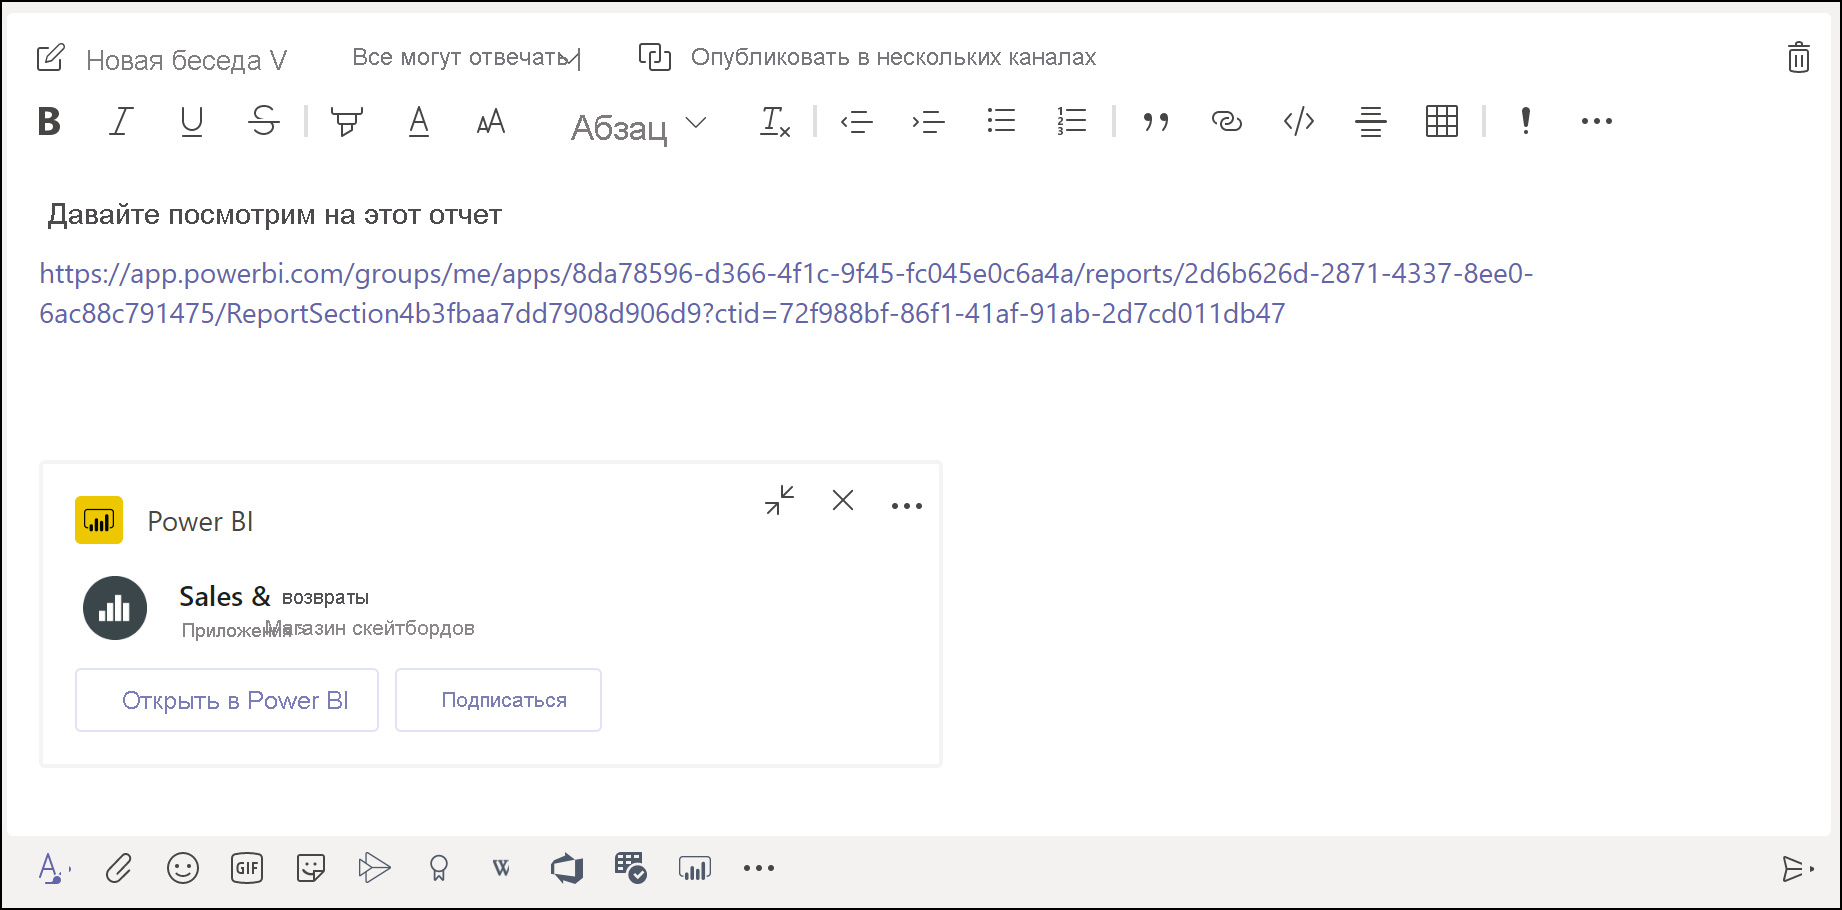 Новая беседа V
Все могут отвечать
Опубликовать в нескольких каналах
B I U S A AA Абзац
Давайте посмотрим на этот отчет
https://app.powerbi.com/groups/me/apps/8da78596-d366-4f1c-9f45-fc045e0c6a4a/reports/2d6b626d-2871-4337-8ee0-
6ac88c791475/ReportSection4b3fbaa7dd7908d906d9?ctid=72f988bf-86f1-41af-91ab-2d7cd011db47
Power BI
Sales & возвраты
Приложения > Магазин скейтбордов
Открыть в Power BI
Подписаться
GIF